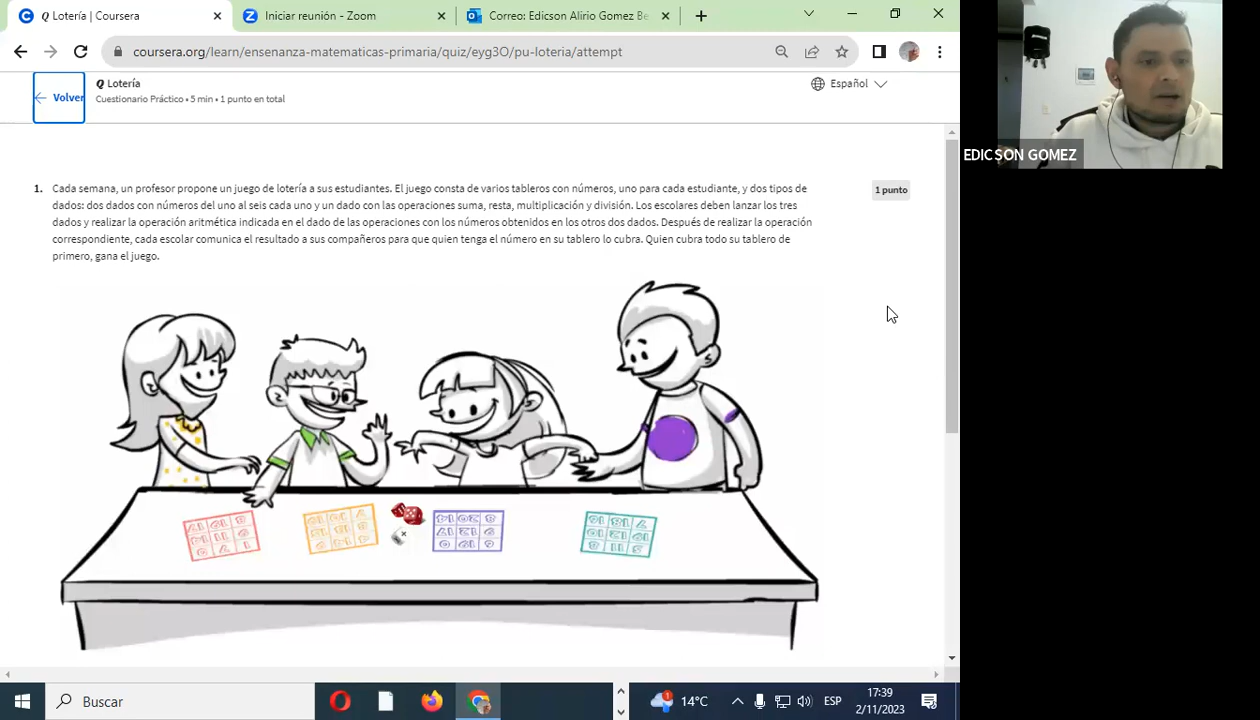 Lotería | Coursera
Iniciar reunión - Zoom
Correo: Edicson Alirio Gomez Be
coursera.org/learn/ensenanza-matematicas-primaria/quiz/eyg3O/pu-loteria/attempt
Volver
Lotería
Cuestionario Práctico • 5 min • 1 punto en total
Español
EDICSON GOMEZ
1 punto
1. Cada semana, un profesor propone un juego de lotería a sus estudiantes. El juego consta de varios tableros con números, uno para cada estudiante, y dos tipos de
dados: dos dados con números del uno al seis cada uno y un dado con las operaciones suma, resta, multiplicación y división. Los escolares deben lanzar los tres
dados y realizar la operación aritmética indicada en el dado de las operaciones con los números obtenidos en los otros dos dados. Después de realizar la operación
correspondiente, cada escolar comunica el resultado a sus compañeros para que quien tenga el número en su tablero lo cubra. Quien cubra todo su tablero de
primero, gana el juego.
Buscar
1
14°C
ESP
17:39
2/11/2023